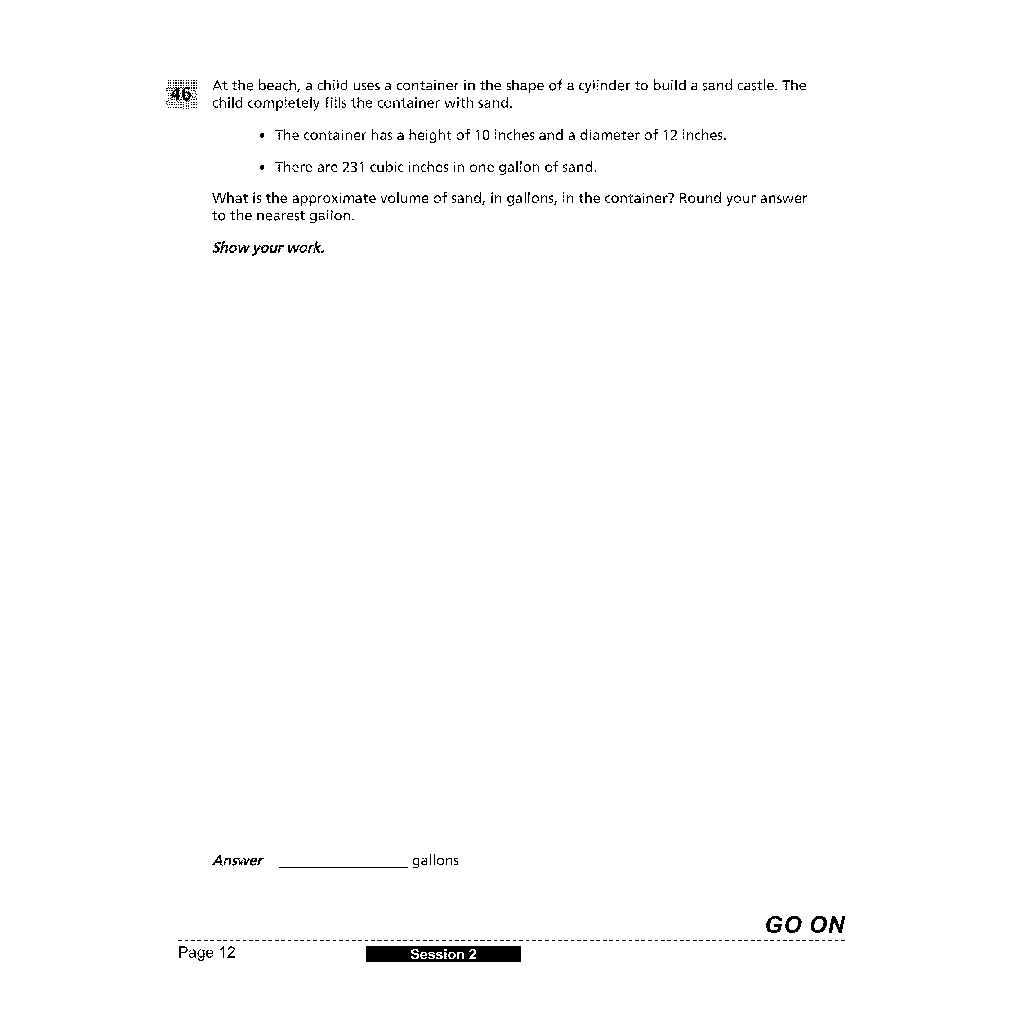 46 At the beach, a child uses a container in the shape of a cylinder to build a sand castle. The
child completely fills the container with sand.
• The container has a height of 10 inches and a diameter of 12 inches.
• There are 231 cubic inches in one gallon of sand.
What is the approximate volume of sand, in gallons, in the container? Round your answer
to the nearest gallon.
Show your work.
Answer ________________ gallons
GO ON
Page 12 Session 2